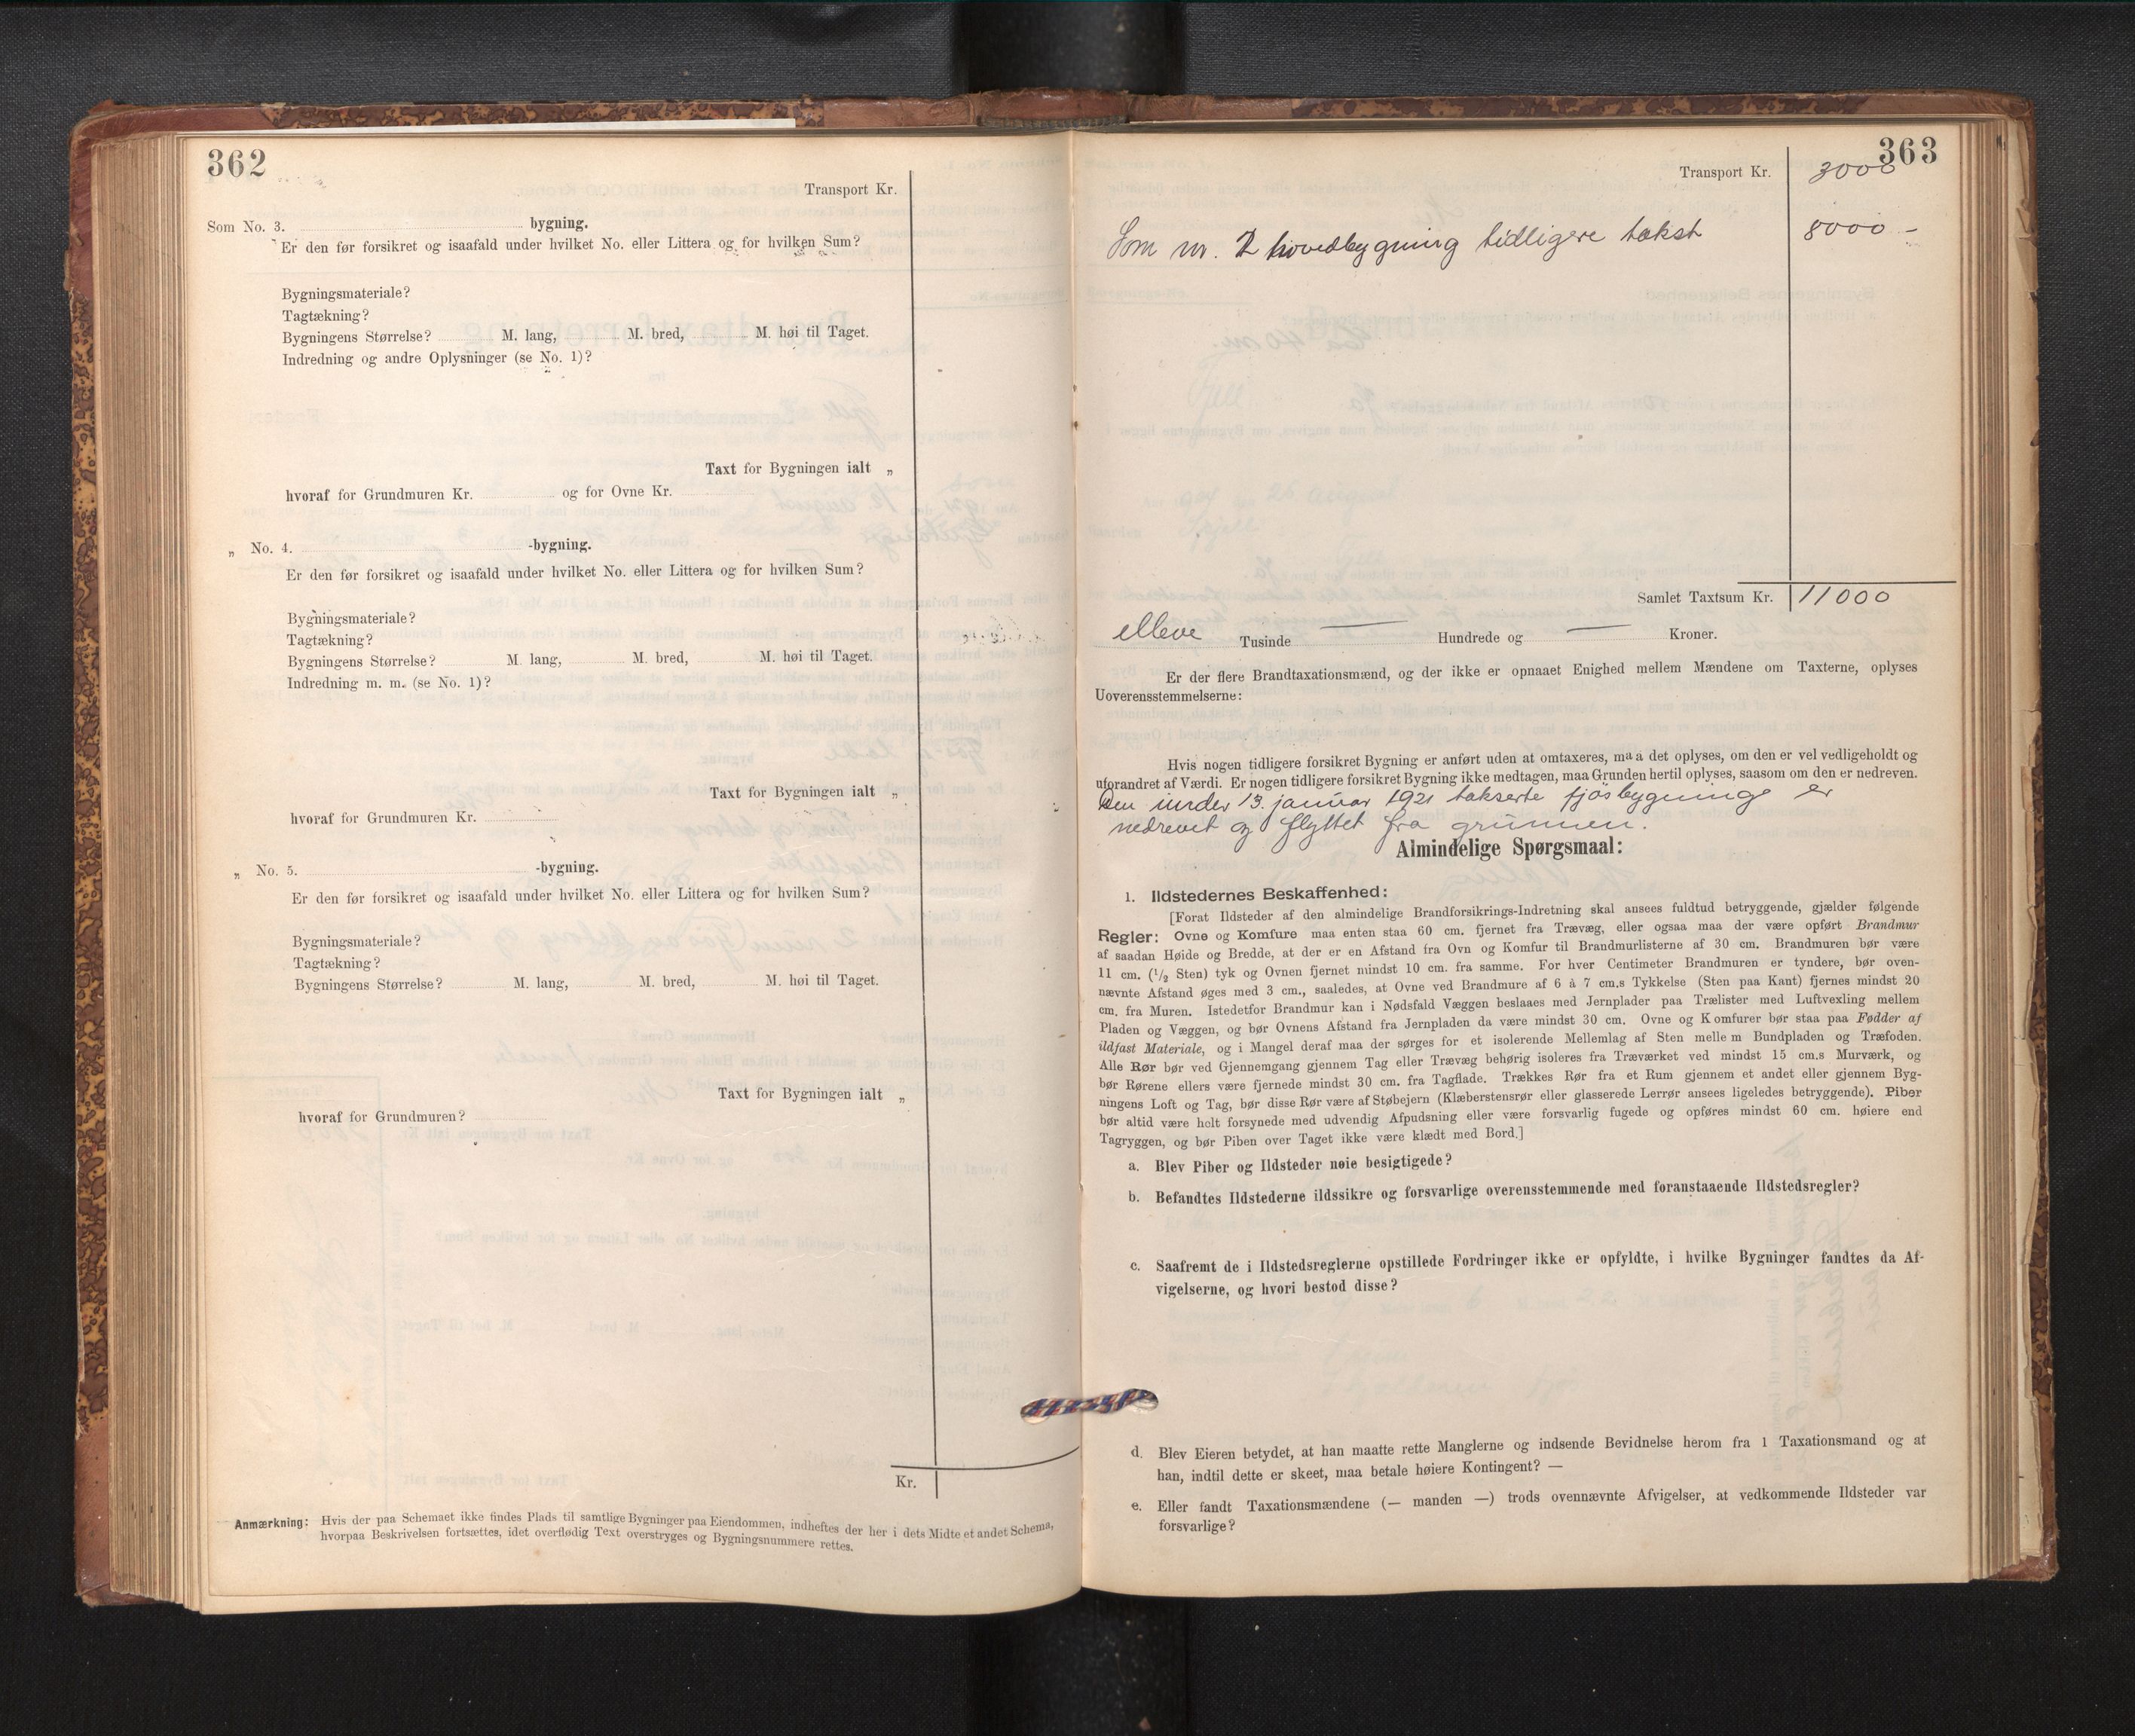 362
Transport Kr.
Som No. 3. bygning.
Er den før forsikret og isaafald under hvilket No. eller Littera og for hvilken Sum?
Bygningsmateriale?
Tagtækning?
Bygningens Størrelse? M. lang, M. bred, M. høi til Taget.
Indredning og andre Oplysninger (se No. 1)?
Taxt for Bygningen ialt „
hvoraf for Grundmuren Kr. og for Ovne Kr.
„ No. 4. -bygning.
Er den før forsikret og isaafald under hvilket No. eller Littera og for hvilken Sum?
Bygningsmateriale?
Tagtækning?
Bygningens Størrelse? M. lang, M. bred, M. høi til Taget.
Indredning m. m. (se No. 1)?
Taxt for Bygningen ialt „
hvoraf for Grundmuren Kr.
„ No. 5. -bygning.
Er den før forsikret og isaafald under hvilket No. eller Littera og for hvilken Sum?
Bygningsmateriale?
Tagtækning?
Bygningens Størrelse? M. lang, M. bred, M. høi til Taget.
Taxt for Bygningen ialt „
hvoraf for Grundmuren?
Kr.
Anmærkning: Hvis der paa Schemaet ikke findes Plads til samtlige Bygninger paa Eiendommen, indheftes der her i dets Midte et andet Schema,
hvorpaa Beskrivelsen fortsættes, idet overflødig Text overstryges og Bygningsnummere rettes.
363
Transport Kr. 3000
Som nr. 2 hovedbygning tidligere takst 8000 –
Samlet Taxtsum Kr. 11000
elleve Tusinde — Hundrede og — Kroner.
Er der flere Brandtaxationsmænd, og der ikke er opnaaet Enighed mellem Mændene om Taxterne, oplyses
Uoverensstemmelserne:
Hvis nogen tidligere forsikret Bygning er anført uden at omtaxeres, maa det oplyses, om den er vel vedligeholdt og
uforandret af Værdi. Er nogen tidligere forsikret Bygning ikke medtagen, maa Grunden hertil oplyses, saasom om den er nedreven.
Den under 13. januar 1921 takserte fjøsbygninge er
nedrevet og flyttet fra grunnen.
Almindelige Spørgsmaal:
1. Ildstedernes Beskaffenhed:
[Forat Ildsteder af den almindelige Brandforsikrings-Indretning skal ansees fuldtud betryggende, gjælder følgende
Regler: Ovne og Komfure maa enten staa 60 cm. fjernet fra Trævæg, eller ogsaa maa der være opført Brandmur
af saadan Høide og Bredde, at der er en Afstand fra Ovn og Komfur til Brandmurlisterne af 30 cm. Brandmuren bør være
11 cm. (1/2 Sten) tyk og Ovnen fjernet mindst 10 cm. fra samme. For hver Centimeter Brandmuren er tyndere, bør oven-
nævnte Afstand øges med 3 cm., saaledes, at Ovne ved Brandmure af 6 à 7 cm.s Tykkelse (Sten paa Kant) fjernes mindst 20
cm. fra Muren. Istedetfor Brandmur kan i Nødsfald Væggen beslaaes med Jernplader paa Trælister med Luftvexling mellem
Pladen og Væggen, og bør Ovnens Afstand fra Jernpladen da være mindst 30 cm. Ovne og Komfurer bør staa paa Fødder af
ildfast Materiale, og i Mangel deraf maa der sørges for et isolerende Mellemlag af Sten mellem Bundpladen og Træfoden.
Alle Rør bør ved Gjennemgang gjennem Tag eller Trævæg behørig isoleres fra Træværket ved mindst 15 cm.s Murværk, og
bør Rørene ellers være fjernede mindst 30 cm. fra Tagflade. Trækkes Rør fra et Rum gjennem et andet eller gjennem Byg-
ningens Loft og Tag, bør disse Rør være af Støbejern (Klæberstensrør eller glasserede Lerrør ansees ligeledes betryggende). Piber
bør altid være helt forsynede med udvendig Afpudsning eller være forsvarlig fugede og opføres mindst 60 cm. høiere end
Tagryggen, og bør Piben over Taget ikke være klædt med Bord.]
a. Blev Piber og Ildsteder nøie besigtigede?
b. Befandtes Ildstederne ildssikre og forsvarlige overensstemmende med foranstaaende Ildstedsregler?
c. Saafremt de i Ildstedsreglerne opstillede Fordringer ikke er opfyldte, i hvilke Bygninger fandtes da Af-
vigelserne, og hvori bestod disse?
d. Blev Eieren betydet, at han maatte rette Manglerne og indsende Bevidnelse herom fra 1 Taxationsmand og at
han, indtil dette er skeet, maa betale høiere Kontingent? —
e. Eller fandt Taxationsmændene (— manden —) trods ovennævnte Afvigelser, at vedkommende Ildsteder var
forsvarlige?